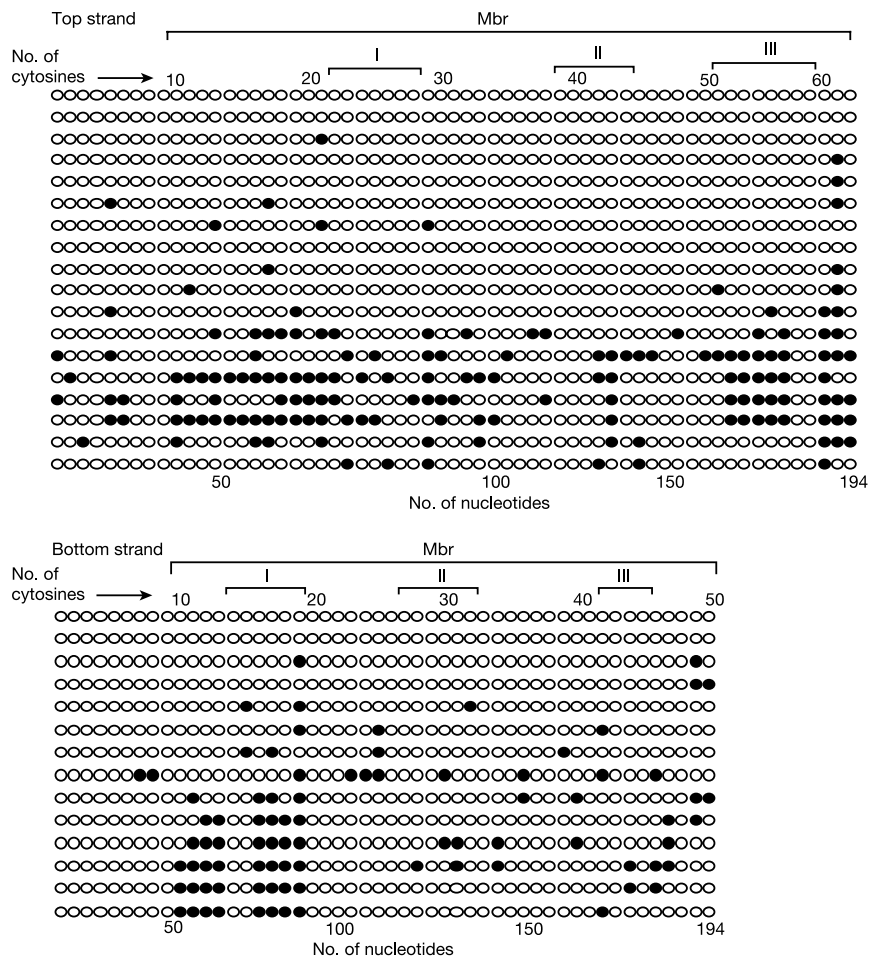 Top strand Mbr
No. of
cytosines I II III
10 20 30 40 50 60
50 100 150 194
No. of nucleotides
Bottom strand Mbr
No. of
cytosines I II III
10 20 30 40 50
50 100 150 194
No. of nucleotides